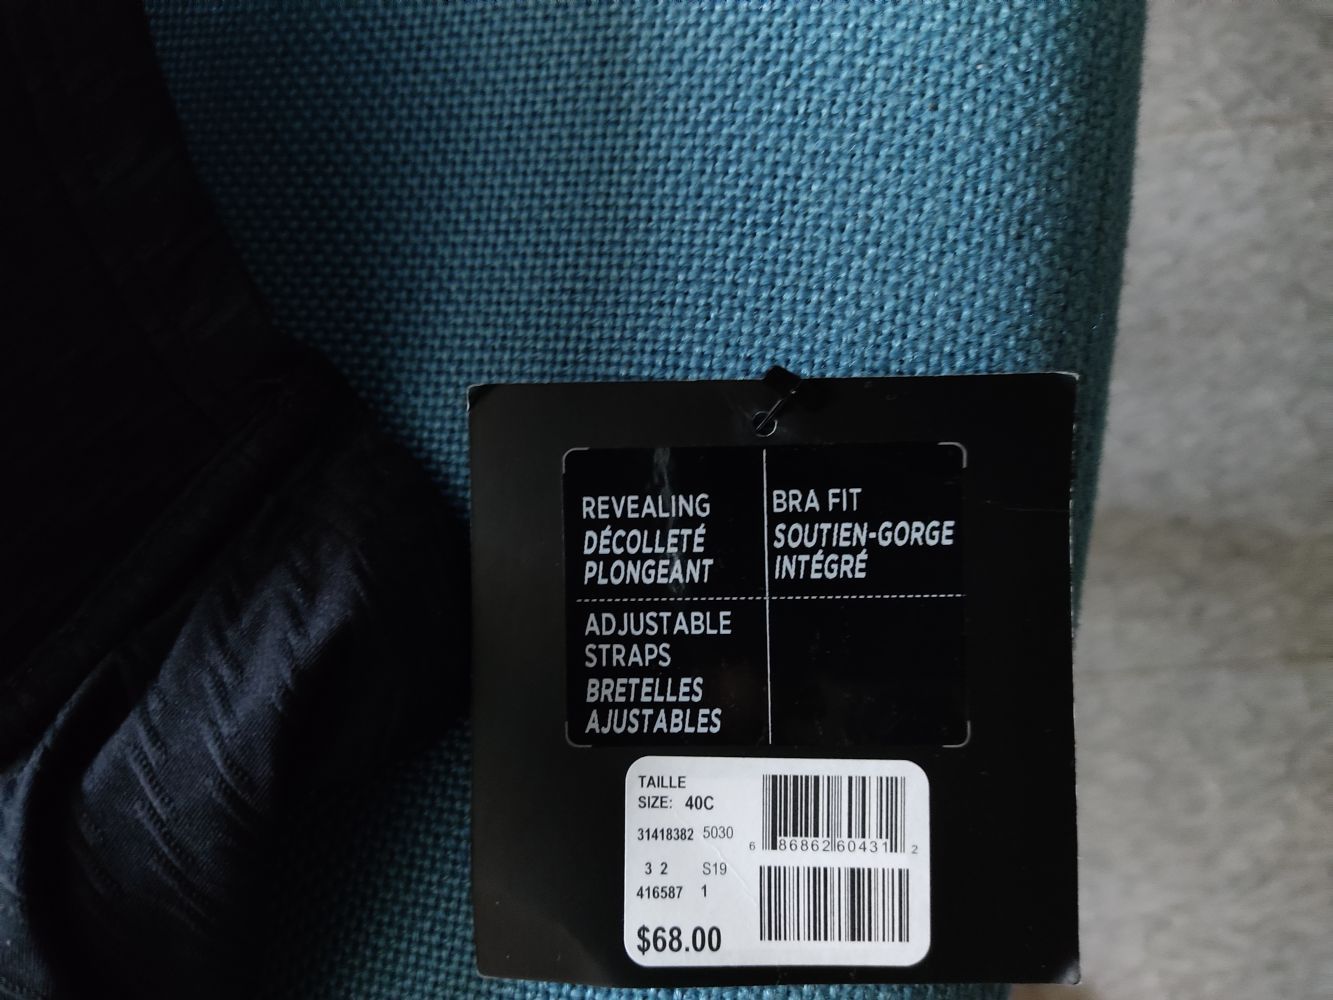 REVEALING
DÉCOLLETÉ
PLONGEANT
BRA FIT
SOUTIEN-GORGE
INTÉGRÉ
ADJUSTABLE
STRAPS
BRETELLES
AJUSTABLES
TAILLE
SIZE: 40C
31418382 5030
3 2 S19
416587 1
$68.00
6 86862 60431 2